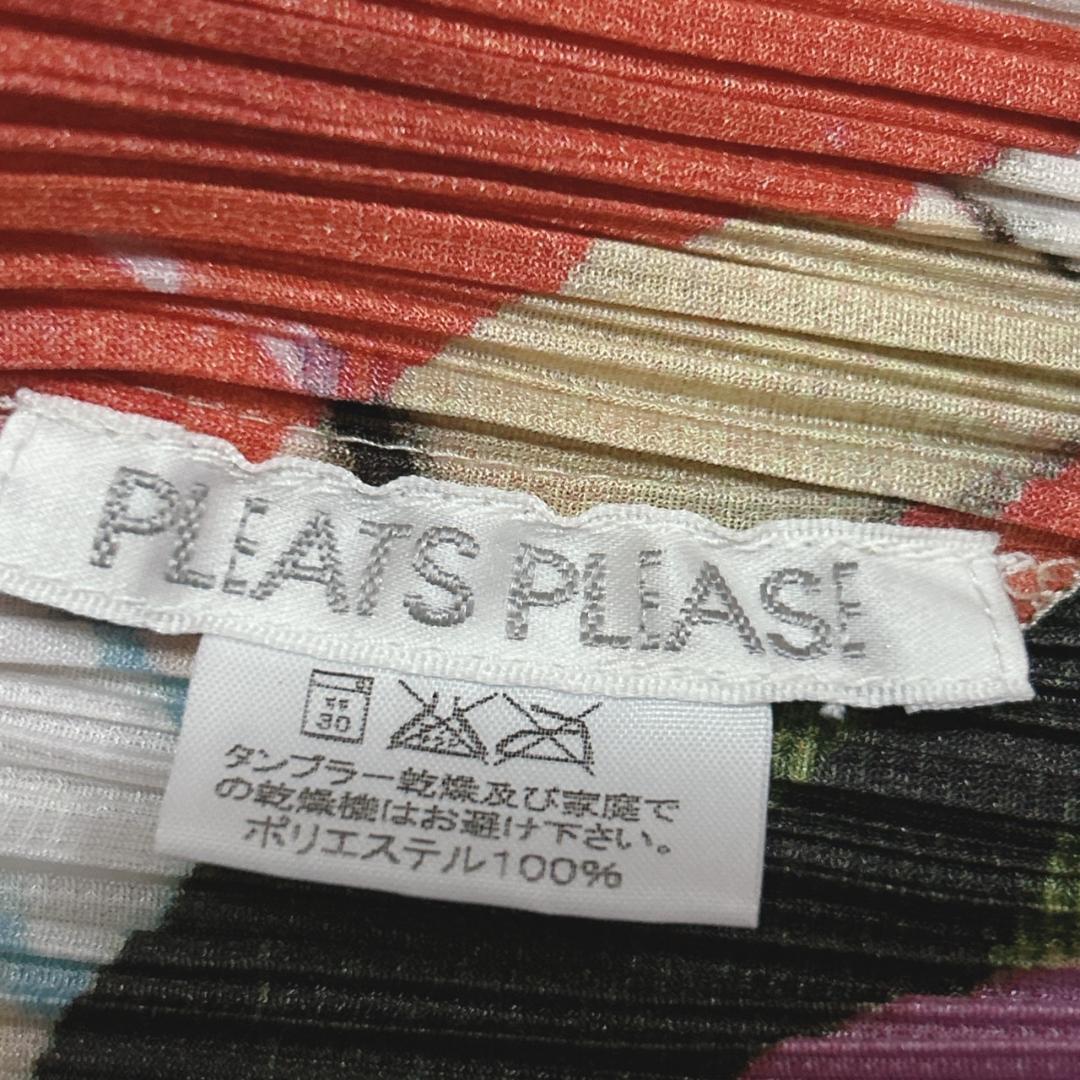 PLEATS PLEASE
弱
30
タンブラー乾燥及び家庭で
の乾燥機はお避け下さい。
ポリエステル100%